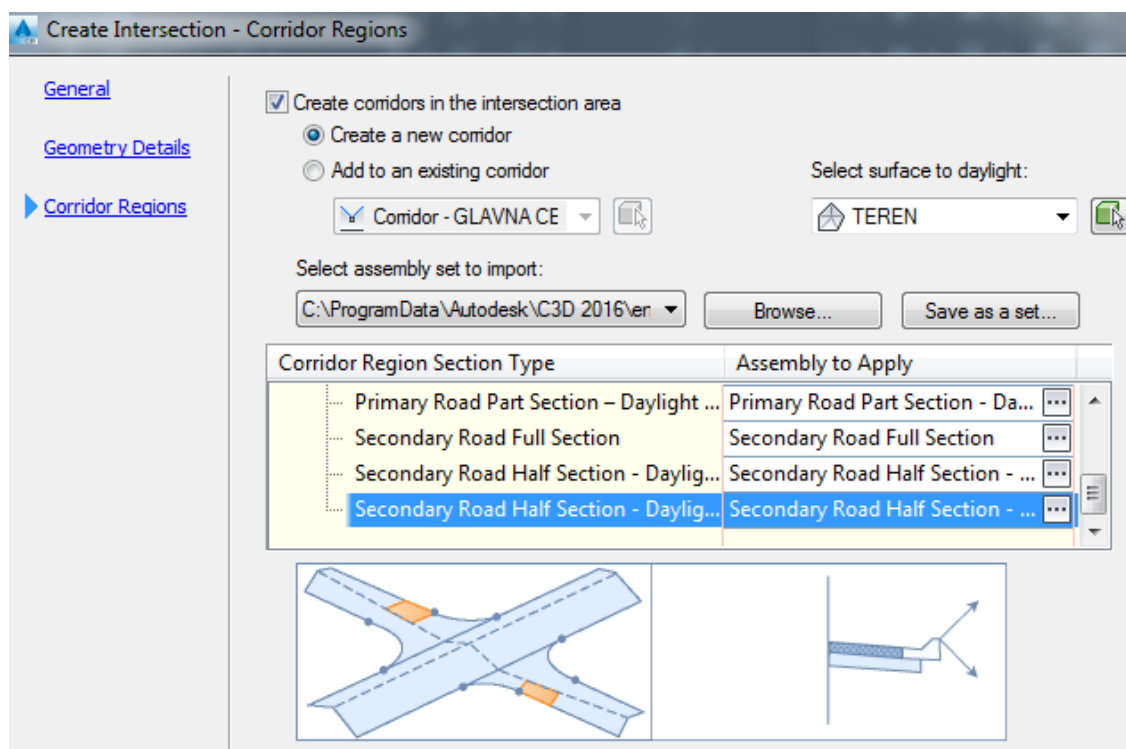 Create Intersection - Corridor Regions
General
Geometry Details
Corridor Regions
Create corridors in the intersection area
Create a new corridor
Add to an existing corridor
Select surface to daylight:
Corridor - GLAVNA CE
TEREN
Select assembly set to import:
C:\ProgramData\Autodesk\C3D 2016\en
Browse...
Save as a set...
Corridor Region Section Type Assembly to Apply
Primary Road Part Section – Daylight ... Primary Road Part Section - Da... ...
Secondary Road Full Section Secondary Road Full Section ...
Secondary Road Half Section - Daylig... Secondary Road Half Section - ... ...
Secondary Road Half Section - Daylig... Secondary Road Half Section - ... ...